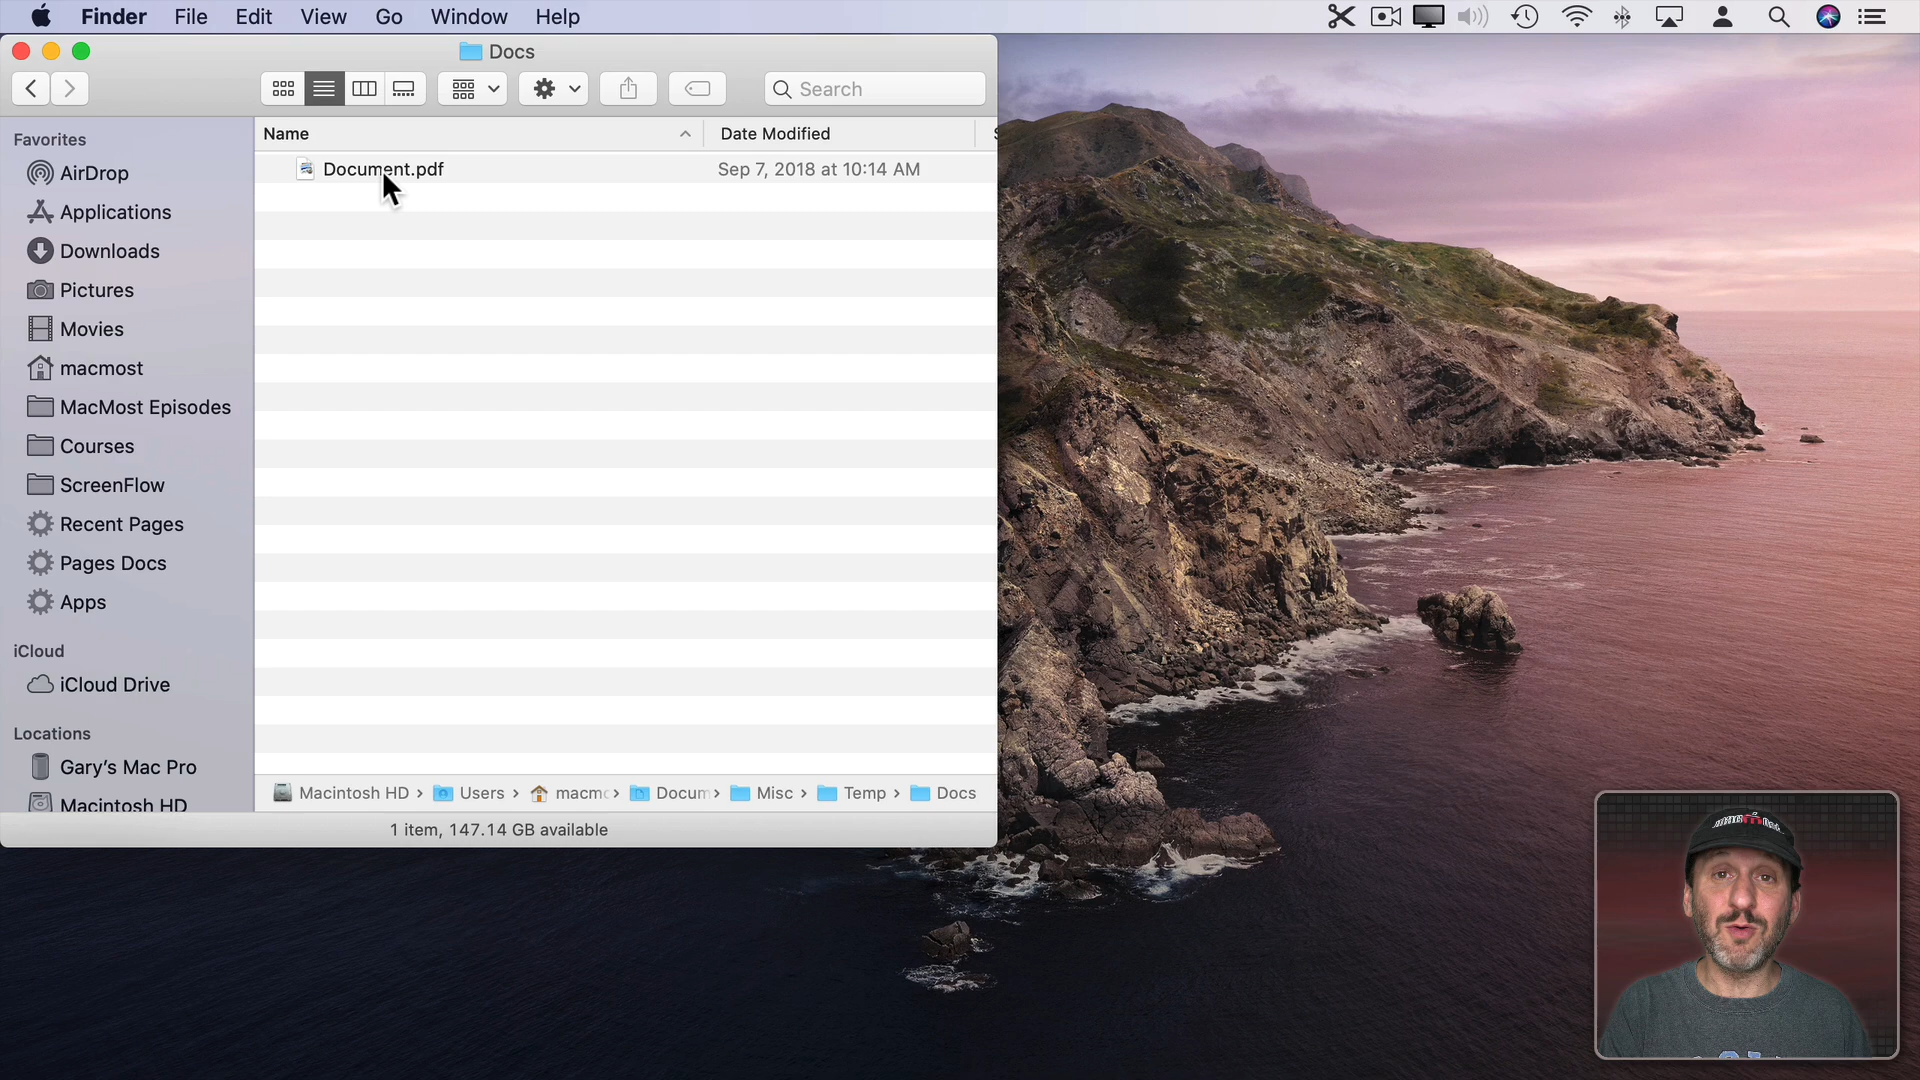 Finder File Edit View Go Window Help
Docs
Search
Favorites
AirDrop
Applications
Downloads
Pictures
Movies
macmost
MacMost Episodes
Courses
ScreenFlow
Recent Pages
Pages Docs
Apps
iCloud
iCloud Drive
Locations
Gary's Mac Pro
Macintosh HD
Name Date Modified
Document.pdf Sep 7, 2018 at 10:14 AM
Macintosh HD › Users › macmo › Docum › Misc › Temp › Docs
1 item, 147.14 GB available